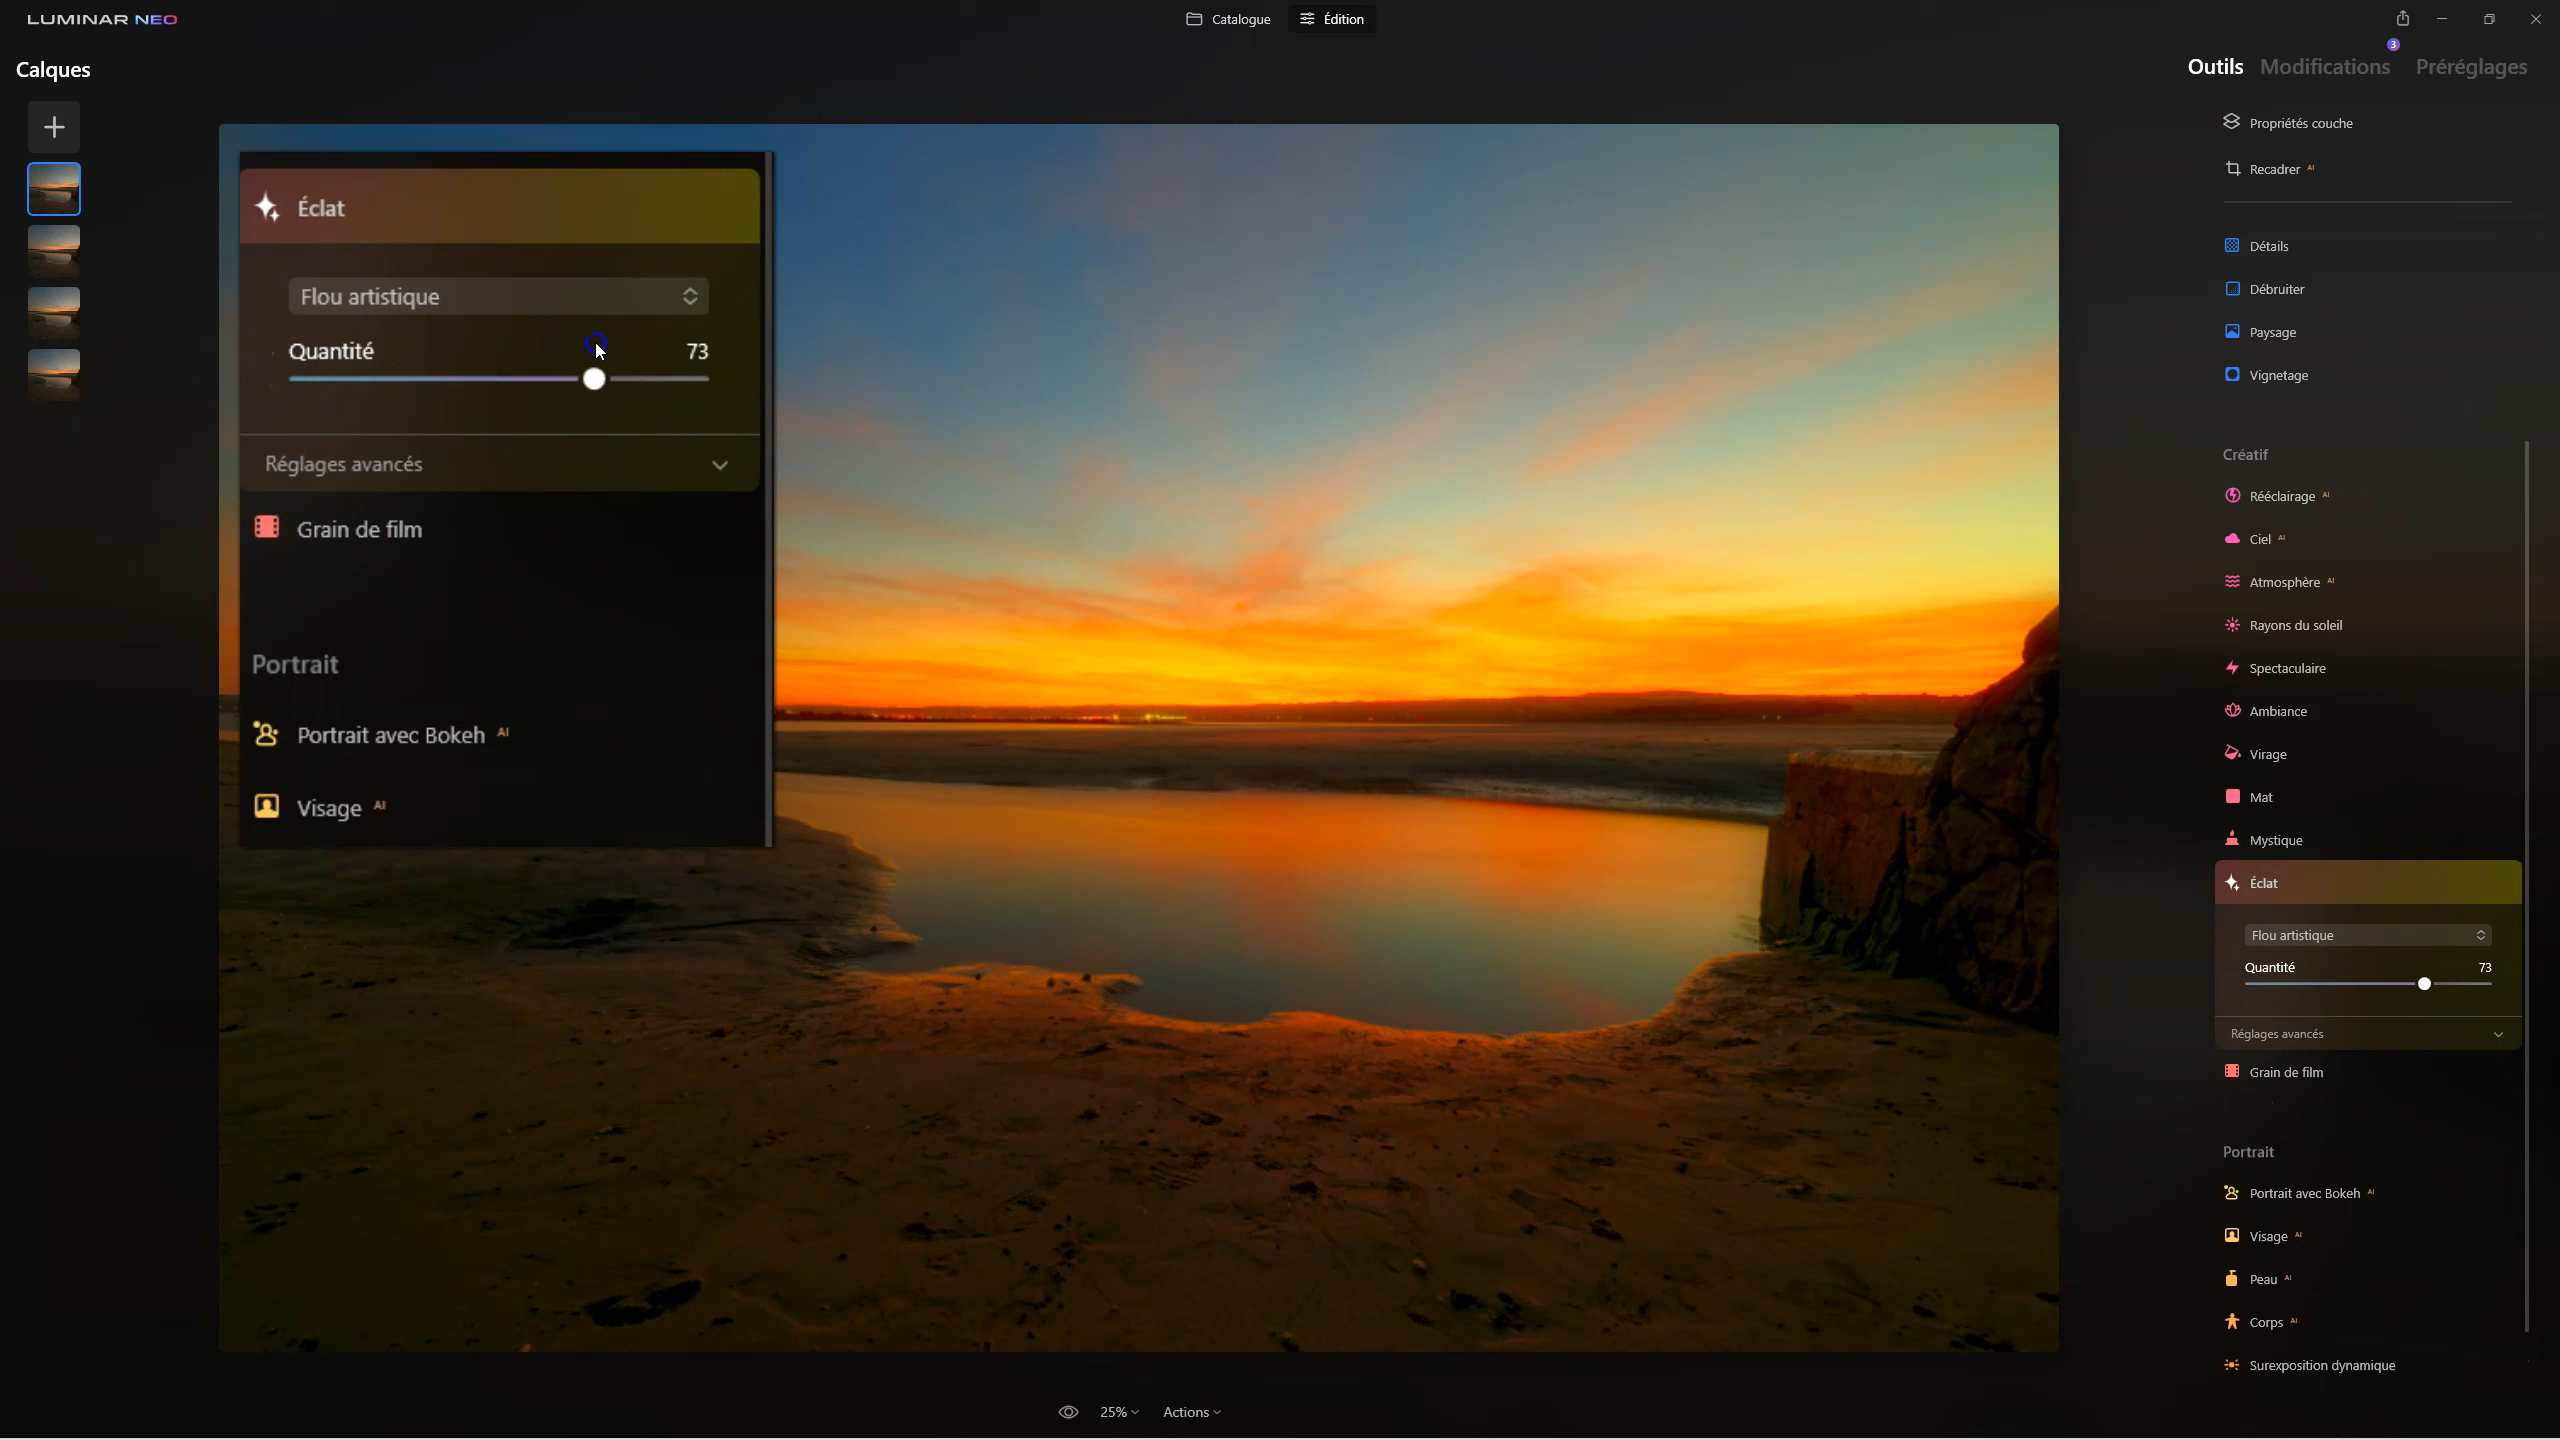 LUMINAR NEO
Catalogue
Édition
Calques
3
Outils
Modifications
Préréglages
Éclat
Flou artistique
Quantité 73
Réglages avancés
Grain de film
Portrait
Portrait avec Bokeh AI
Visage AI
Propriétés couche
Recadrer AI
Détails
Débruiter
Paysage
Vignetage
Créatif
Rééclairage AI
Ciel AI
Atmosphère AI
Rayons du soleil
Spectaculaire
Ambiance
Virage
Mat
Mystique
Éclat
Flou artistique
Quantité 73
Réglages avancés
Grain de film
Portrait
Portrait avec Bokeh AI
Visage AI
Peau AI
Corps AI
Surexposition dynamique
25%
Actions